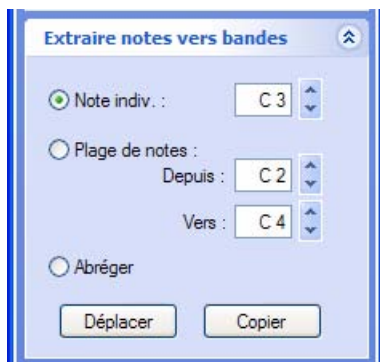 Extraire notes vers bandes
Note indiv. : C 3
Plage de notes :
Depuis : C 2
Vers : C 4
Abréger
Déplacer Copier